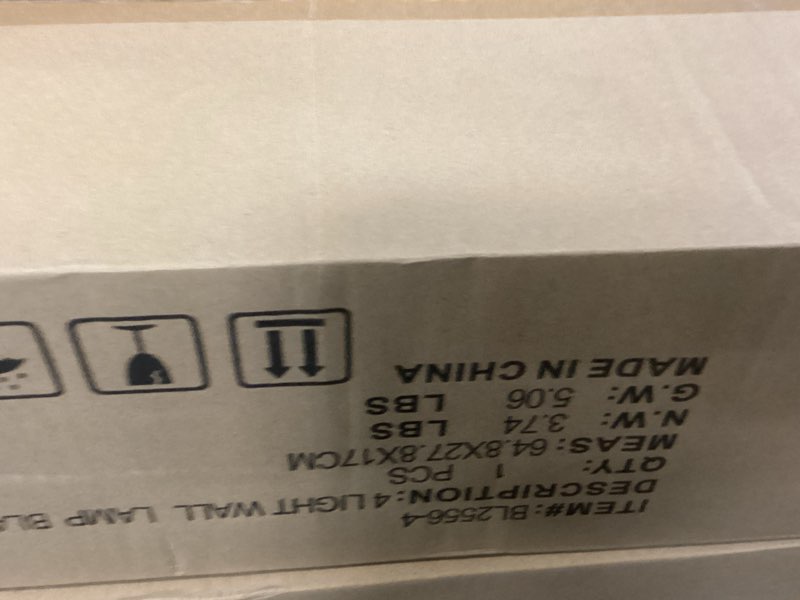 ITEM#: BL2556-4
DESCRIPTION: 4 LIGHT WALL LAMP
QTY: 1 PCS
MEAS: 64.8X27.8X17CM
N.W: 3.74 LBS
G.W: 5.06 LBS
MADE IN CHINA